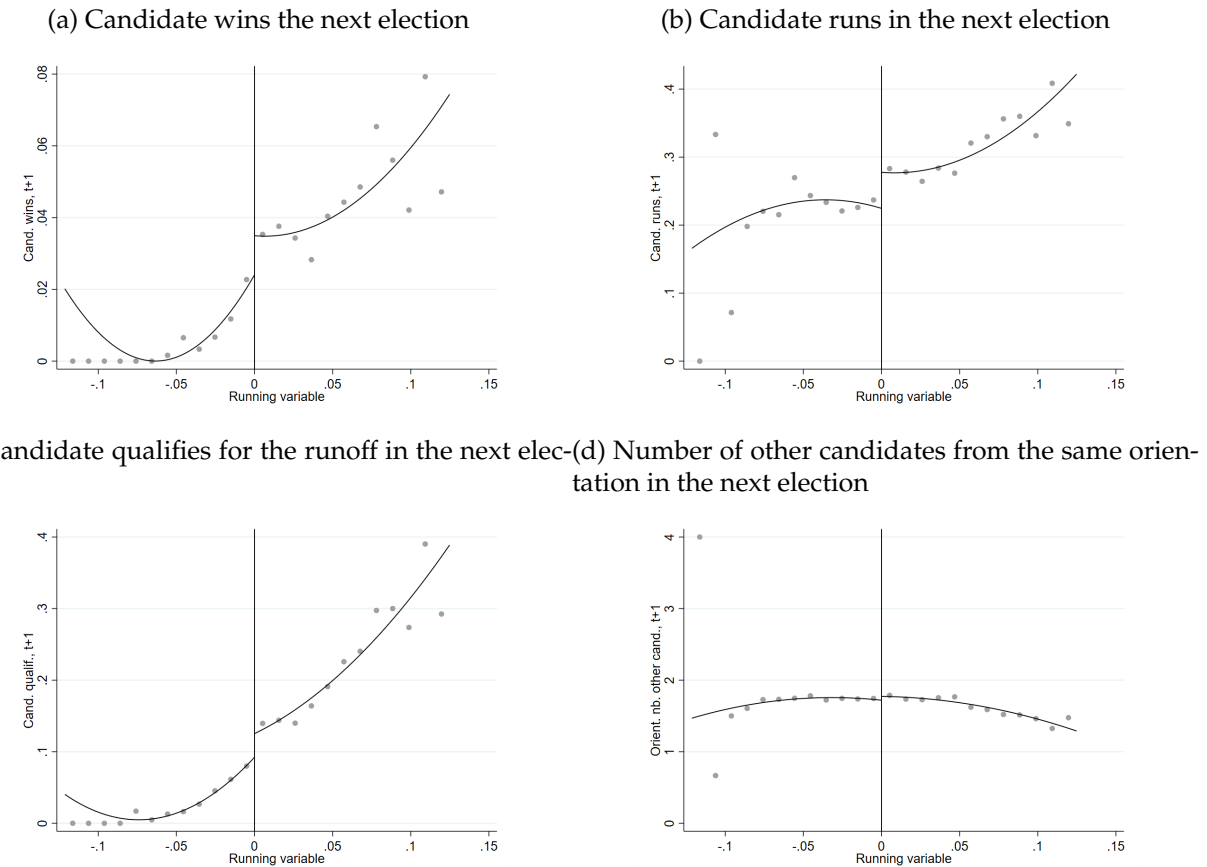 (a) Candidate wins the next election
(b) Candidate runs in the next election
.08
.06
.04
.02
0
Cand. wins, t+1
-.1 -.05 0 .05 .1 .15
Running variable
.4
.3
.2
.1
0
Cand. runs, t+1
-.1 -.05 0 .05 .1 .15
Running variable
andidate qualifies for the runoff in the next elec-(d) Number of other candidates from the same orien-
tation in the next election
.4
.3
.2
.1
0
Cand. qualif., t+1
-.1 -.05 0 .05 .1 .15
Running variable
4
3
2
1
0
Orient. nb. other cand., t+1
-.1 -.05 0 .05 .1 .15
Running variable